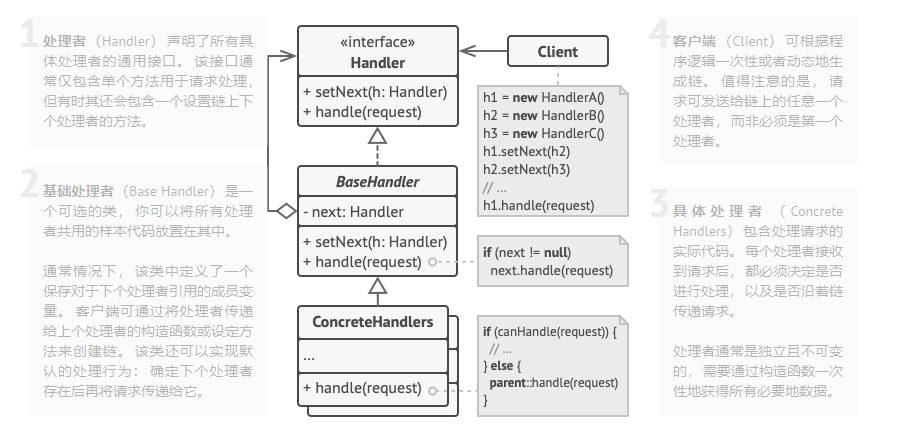 1
处理者 （Handler） 声明了所有具
体处理者的通用接口。 该接口通
常仅包含单个方法用于请求处理，
但有时其还会包含一个设置链上下
个处理者的方法。
2
基础处理者 （Base Handler） 是一
个可选的类， 你可以将所有处理
者共用的样本代码放置在其中。
通常情况下， 该类中定义了一个
保存对于下个处理者引用的成员变
量。 客户端可通过将处理者传递
给上个处理者的构造函数或设定方
法来创建链。 该类还可以实现默
认的处理行为： 确定下个处理者
存在后再将请求传递给它。
«interface»
Handler
+ setNext(h: Handler)
+ handle(request)
BaseHandler
- next: Handler
+ setNext(h: Handler)
+ handle(request)
ConcreteHandlers
...
+ handle(request)
Client
h1 = new HandlerA()
h2 = new HandlerB()
h3 = new HandlerC()
h1.setNext(h2)
h2.setNext(h3)
// ...
h1.handle(request)
if (next != null)
next.handle(request)
if (canHandle(request)) {
// ...
} else {
parent::handle(request)
}
4
客户端 （Client） 可根据程
序逻辑一次性或者动态地生
成链。 值得注意的是， 请
求可发送给链上的任意一个
处理者， 而非必须是第一个
处理者。
3
具体处理者 （Concrete
Handlers） 包含处理请求的
实际代码。 每个处理者接收
到请求后， 都必须决定是否
进行处理， 以及是否沿着链
传递请求。
处理者通常是独立且不可变
的， 需要通过构造函数一次
性地获得所有必要地数据。